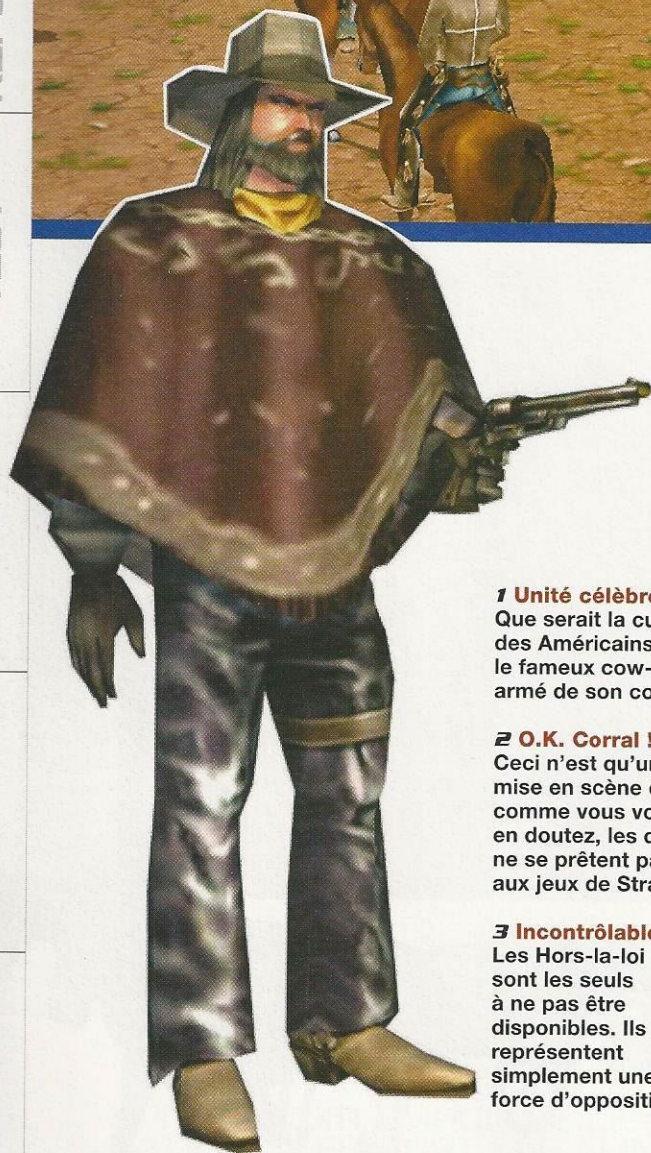 1 Unité célèbre
Que serait la cu
des Américains
le fameux cow-
armé de son co
2 O.K. Corral !
Ceci n'est qu'un
mise en scène
comme vous vo
en doutez, les d
ne se prêtent pa
aux jeux de Stra
3 Incontrôlable
Les Hors-la-loi
sont les seuls
à ne pas être
disponibles. Ils
représentent
simplement une
force d'oppositi